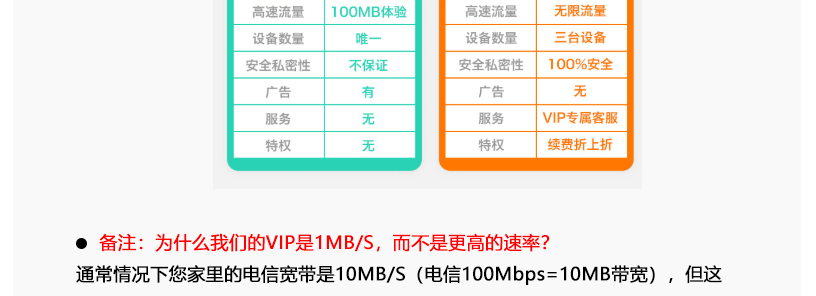 高速流量 100MB体验 高速流量 无限流量
设备数量 唯一 设备数量 三台设备
安全私密性 不保证 安全私密性 100%安全
广告 有 广告 无
服务 无 服务 VIP专属客服
特权 无 特权 续费折上折
● 备注：为什么我们的VIP是1MB/S，而不是更高的速率？
通常情况下您家里的电信宽带是10MB/S（电信100Mbps=10MB带宽），但这